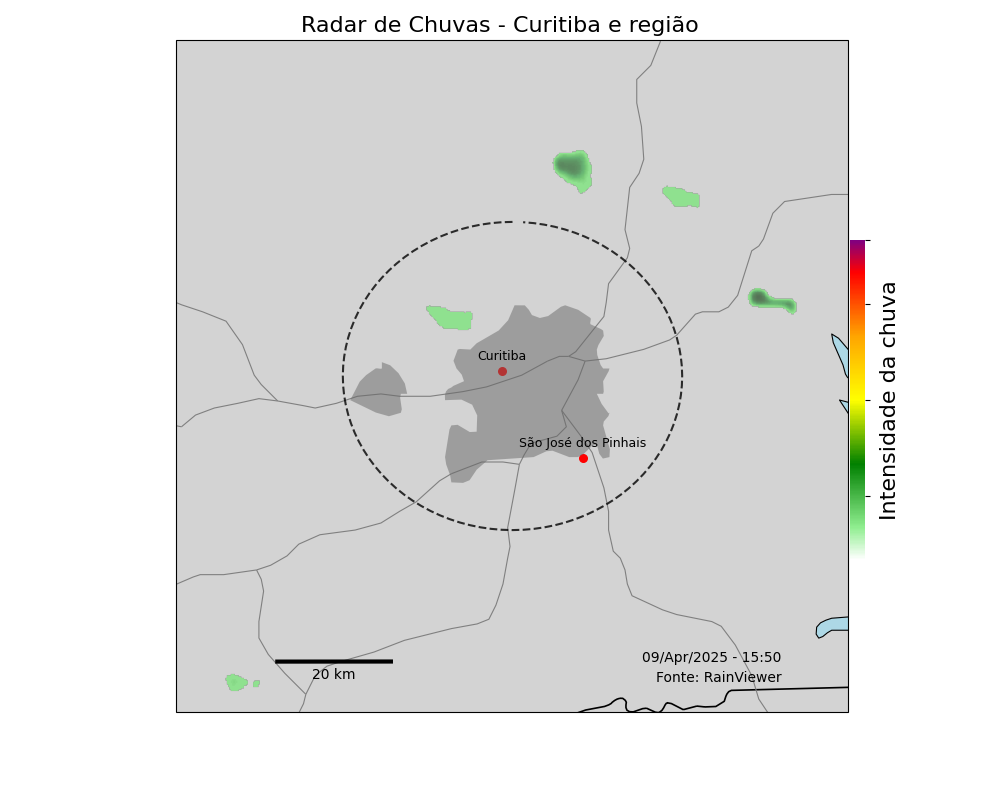 Radar de Chuvas - Curitiba e região
Curitiba
São José dos Pinhais
Intensidade da chuva
09/Apr/2025 - 15:50
Fonte: RainViewer
20 km